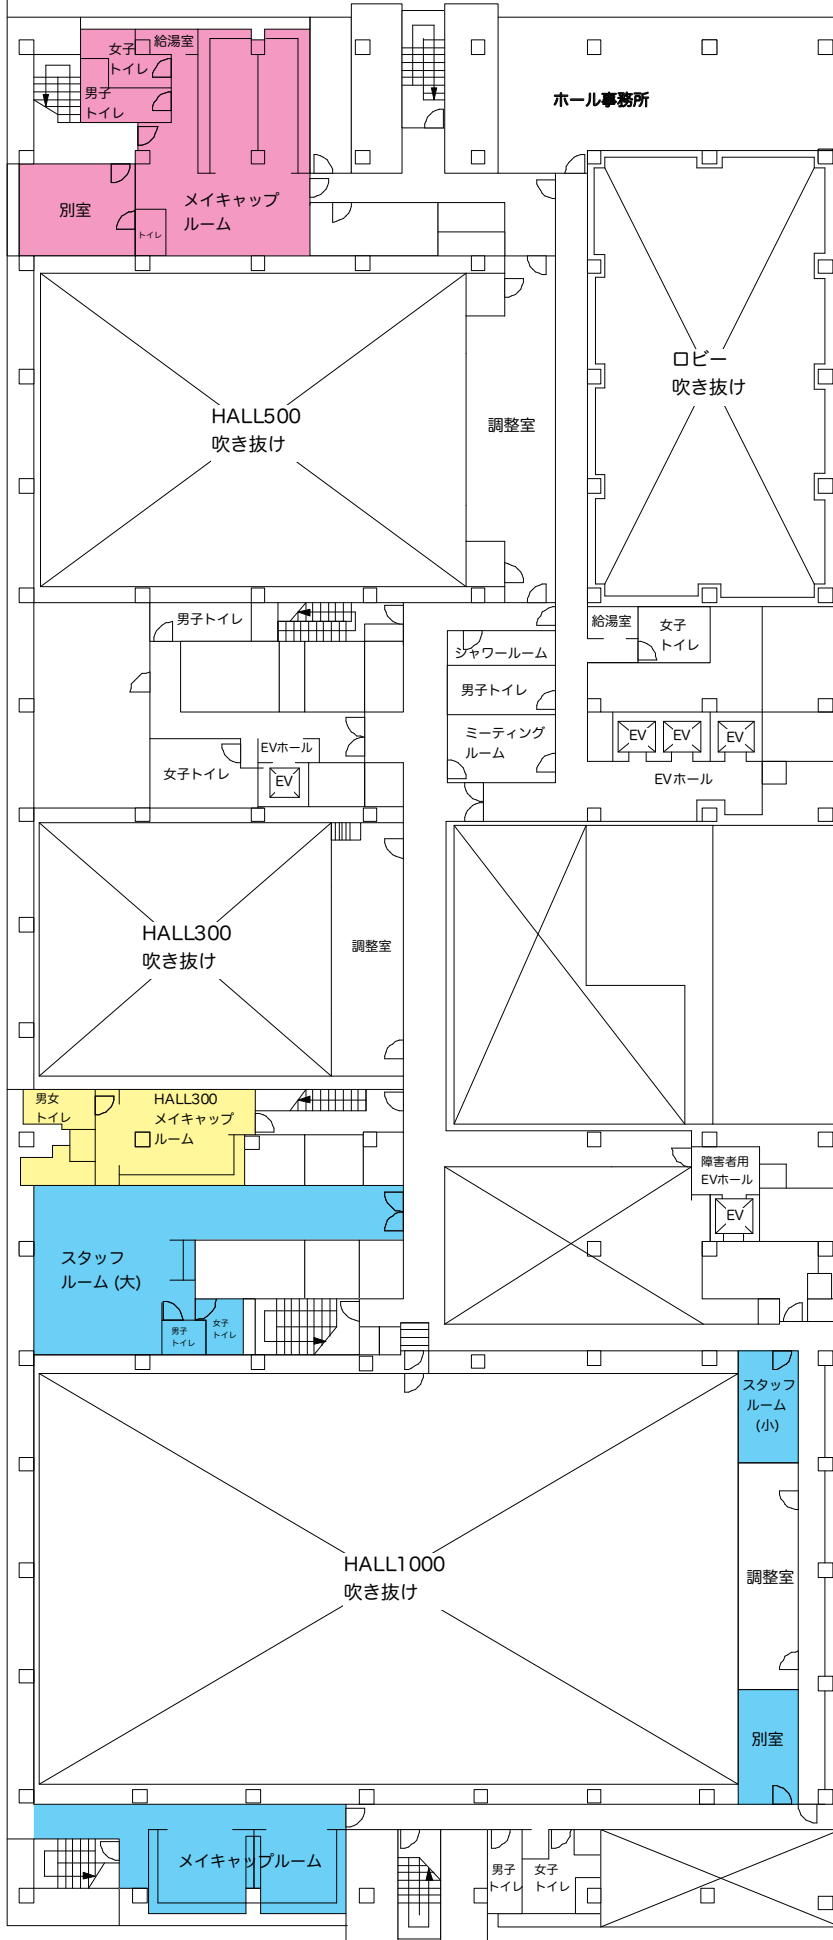 女子
トイレ
給湯室
男子
トイレ
ホール事務所
別室
メイキャップ
ルーム
トイレ
ロビー
吹き抜け
HALL500
吹き抜け
調整室
男子トイレ
給湯室
女子
トイレ
シャワールーム
男子トイレ
ミーティング
ルーム
EV
EV
EV
EVホール
EVホール
女子トイレ
EV
HALL300
吹き抜け
調整室
男女
トイレ
HALL300
メイキャップ
ルーム
障害者用
EVホール
EV
スタッフ
ルーム (大)
男子
トイレ
女子
トイレ
スタッフ
ルーム
(小)
HALL1000
吹き抜け
調整室
別室
メイキャップルーム
男子
トイレ
女子
トイレ